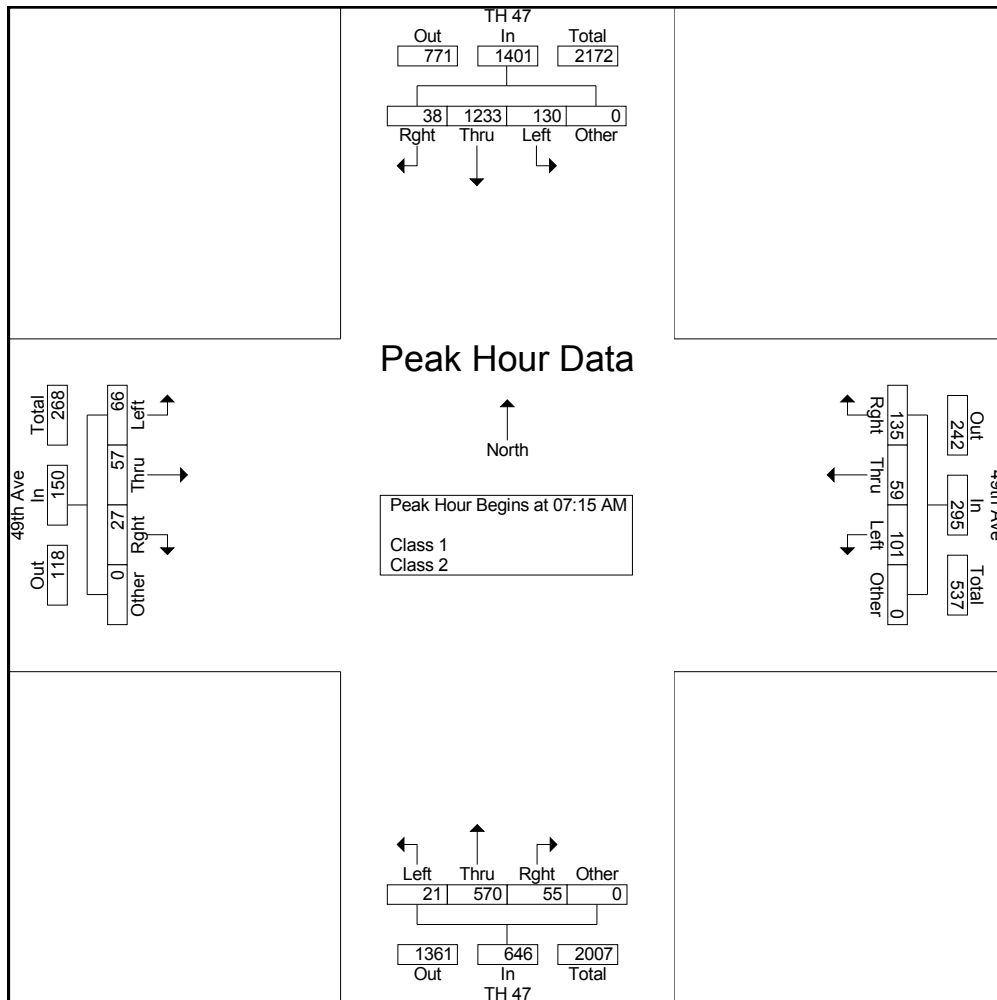 TH 47
Out In Total
771 1401 2172
38 1233 130 0
Rght Thru Left Other
Peak Hour Data
North
Peak Hour Begins at 07:15 AM
Class 1
Class 2
49th Ave
Total In Out
268 150 118
66 57 27 0
Left Thru Rght Other
49th Ave
Out In Total
242 295 537
135 59 101 0
Rght Thru Left Other
Left Thru Rght Other
21 570 55 0
1361 646 2007
Out In Total
TH 47